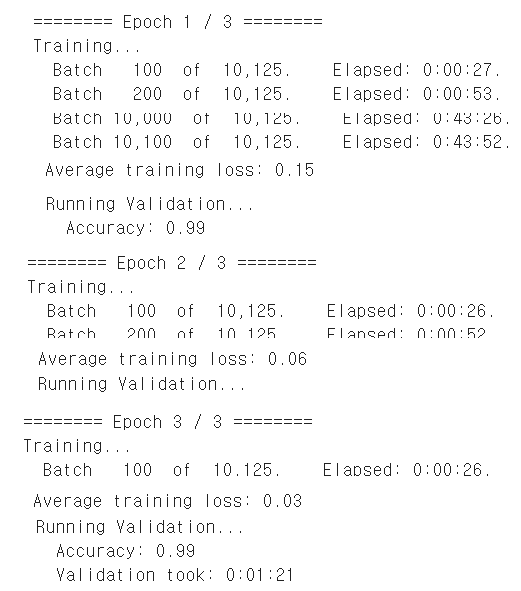 ======== Epoch 1 / 3 ========
Training...
Batch 100 of 10,125. Elapsed: 0:00:27.
Batch 200 of 10,125. Elapsed: 0:00:53.
Batch 10,000 of 10,125. Elapsed: 0:43:26.
Batch 10,100 of 10,125. Elapsed: 0:43:52.
Average training loss: 0.15
Running Validation...
Accuracy: 0.99
======== Epoch 2 / 3 ========
Training...
Batch 100 of 10,125. Elapsed: 0:00:26.
Batch 200 of 10,125 Elapsed: 0:00:52
Average training loss: 0.06
Running Validation...
======== Epoch 3 / 3 ========
Training...
Batch 100 of 10.125. Elapsed: 0:00:26.
Average training loss: 0.03
Running Validation...
Accuracy: 0.99
Validation took: 0:01:21